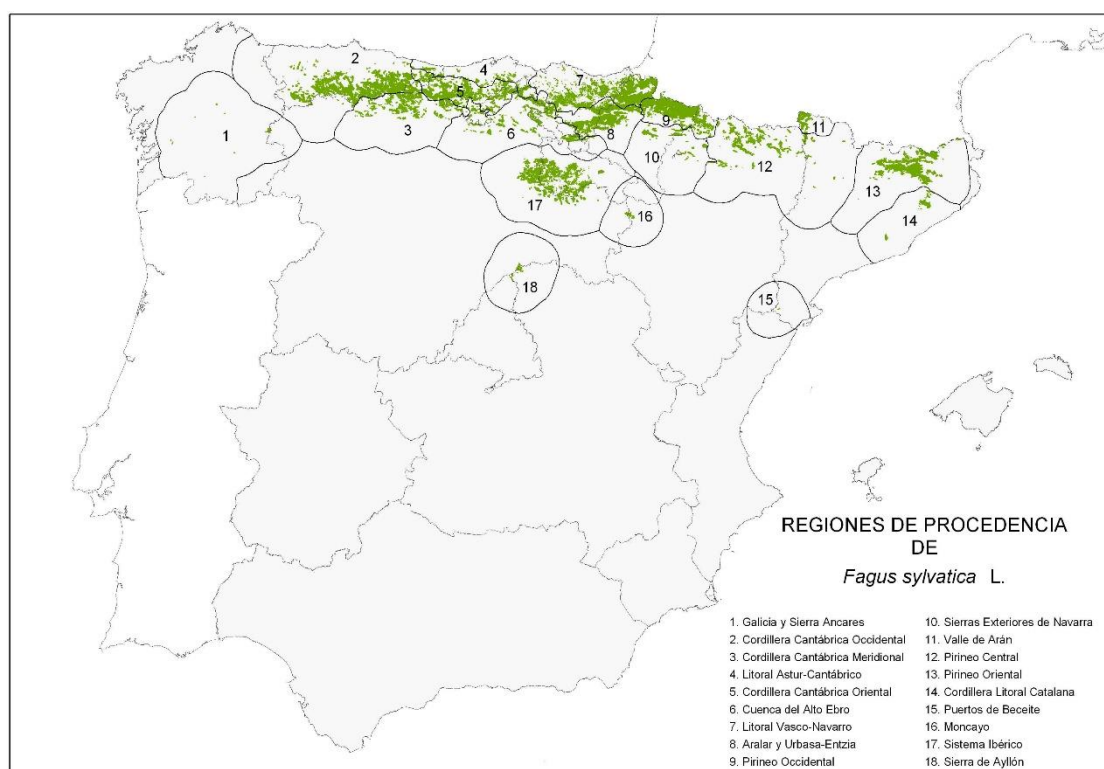 2
4
7
5
1
3
6
8
9
10
11
12
13
14
17
16
18
15
REGIONES DE PROCEDENCIA
DE
Fagus sylvatica L.
1. Galicia y Sierra Ancares
2. Cordillera Cantábrica Occidental
3. Cordillera Cantábrica Meridional
4. Litoral Astur-Cantábrico
5. Cordillera Cantábrica Oriental
6. Cuenca del Alto Ebro
7. Litoral Vasco-Navarro
8. Aralar y Urbasa-Entzia
9. Pirineo Occidental
10. Sierras Exteriores de Navarra
11. Valle de Arán
12. Pirineo Central
13. Pirineo Oriental
14. Cordillera Litoral Catalana
15. Puertos de Beceite
16. Moncayo
17. Sistema Ibérico
18. Sierra de Ayllón